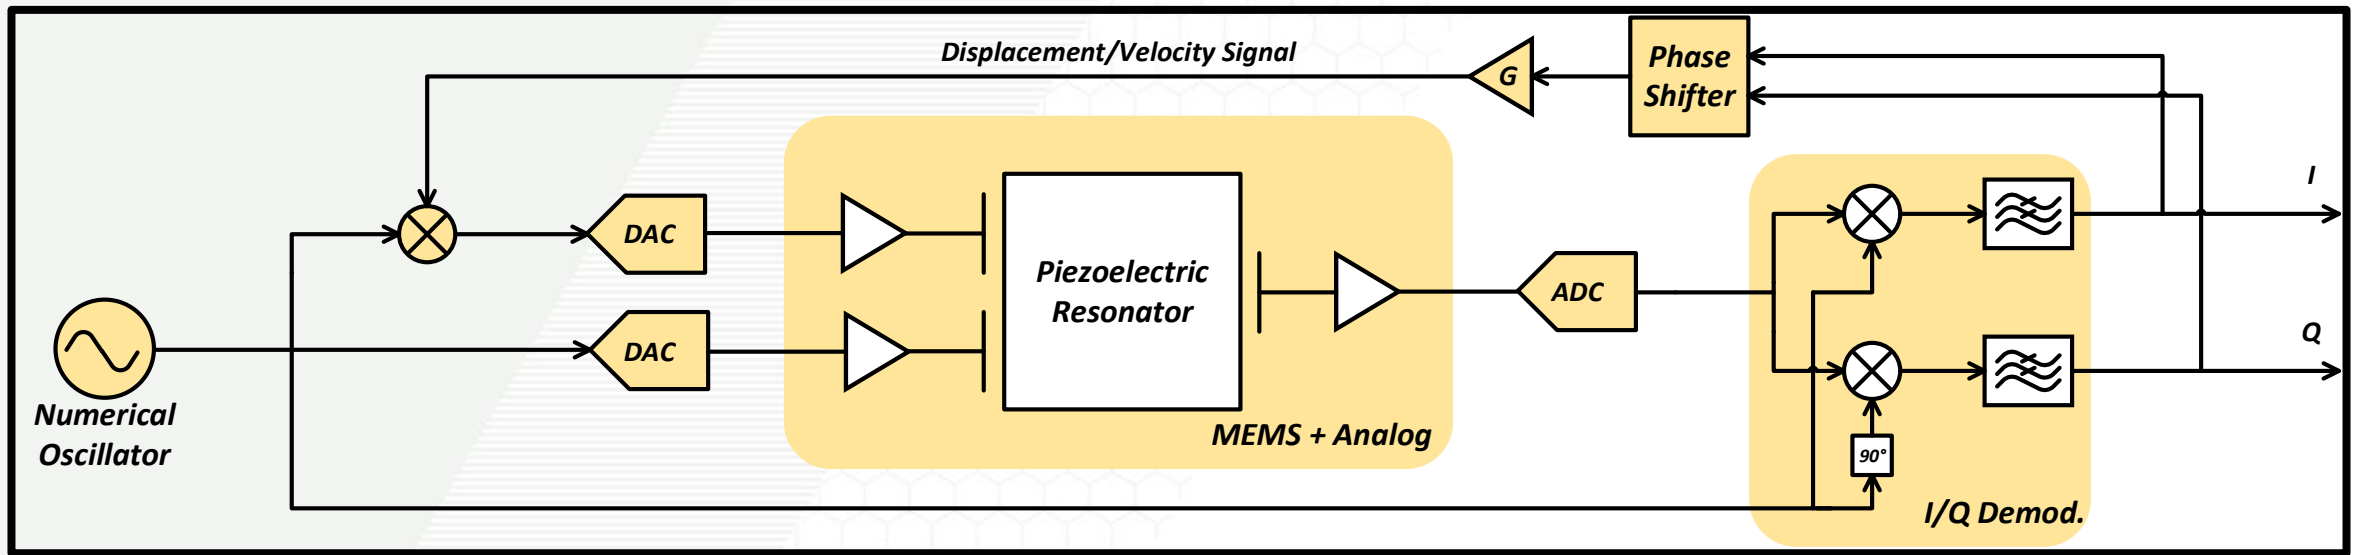 Displacement/Velocity Signal
G
Phase
Shifter
I
DAC
Piezoelectric
Resonator
ADC
DAC
Q
Numerical
Oscillator
MEMS + Analog
90°
I/Q Demod.